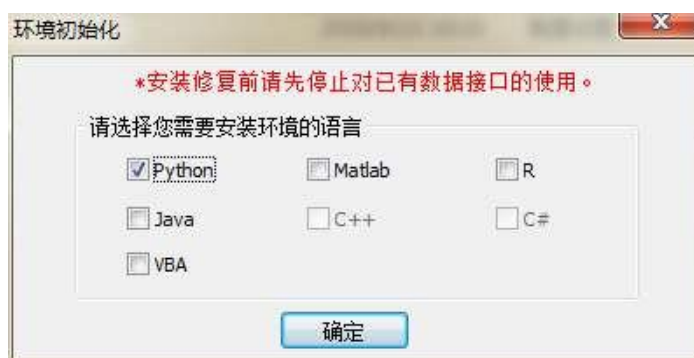 环境初始化
*安装修复前请先停止对已有数据接口的使用。
请选择您需要安装环境的语言
Python Matlab R
Java C++ C#
VBA
确定